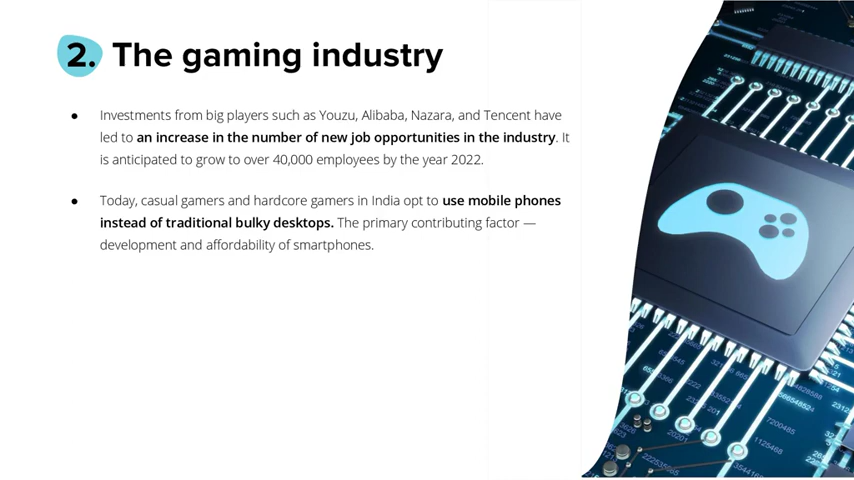 2. The gaming industry
● Investments from big players such as Youzu, Alibaba, Nazara, and Tencent have
led to an increase in the number of new job opportunities in the industry. It
is anticipated to grow to over 40,000 employees by the year 2022.
● Today, casual gamers and hardcore gamers in India opt to use mobile phones
instead of traditional bulky desktops. The primary contributing factor —
development and affordability of smartphones.
7200485
1125468